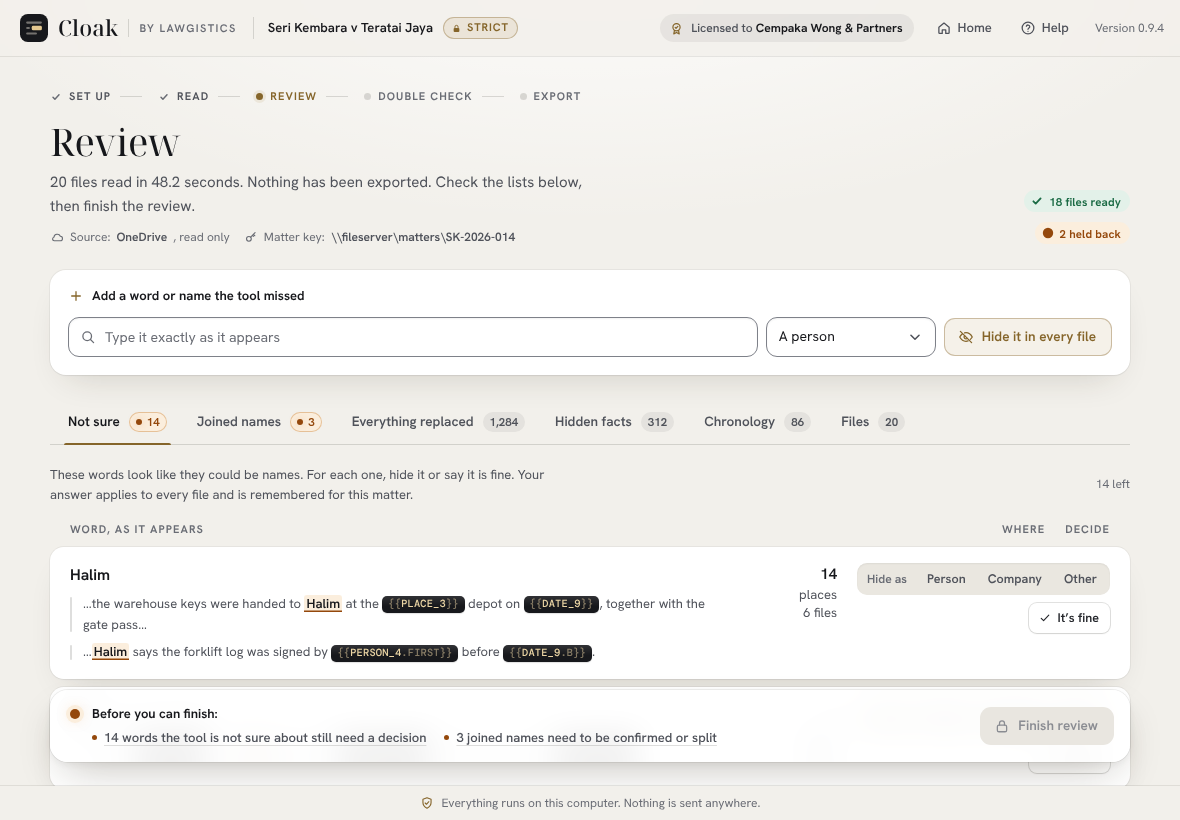 Cloak BY LAWGISTICS Seri Kembara v Teratai Jaya STRICT Licensed to Cempaka Wong & Partners Home Help Version 0.9.4
SET UP READ REVIEW DOUBLE CHECK EXPORT
Review
20 files read in 48.2 seconds. Nothing has been exported. Check the lists below,
then finish the review.
18 files ready
Source: OneDrive , read only Matter key: \\fileserver\matters\SK-2026-014
2 held back
Add a word or name the tool missed
Type it exactly as it appears A person Hide it in every file
Not sure 14 Joined names 3 Everything replaced 1,284 Hidden facts 312 Chronology 86 Files 20
These words look like they could be names. For each one, hide it or say it is fine. Your
answer applies to every file and is remembered for this matter.
14 left
WORD, AS IT APPEARS WHERE DECIDE
Halim 14 Hide as Person Company Other
places
6 files
It’s fine
…the warehouse keys were handed to Halim at the {{PLACE_3}} depot on {{DATE_9}}, together with the
gate pass…
…Halim says the forklift log was signed by {{PERSON_4.FIRST}} before {{DATE_9.B}}.
Before you can finish:
14 words the tool is not sure about still need a decision 3 joined names need to be confirmed or split
Finish review
Everything runs on this computer. Nothing is sent anywhere.